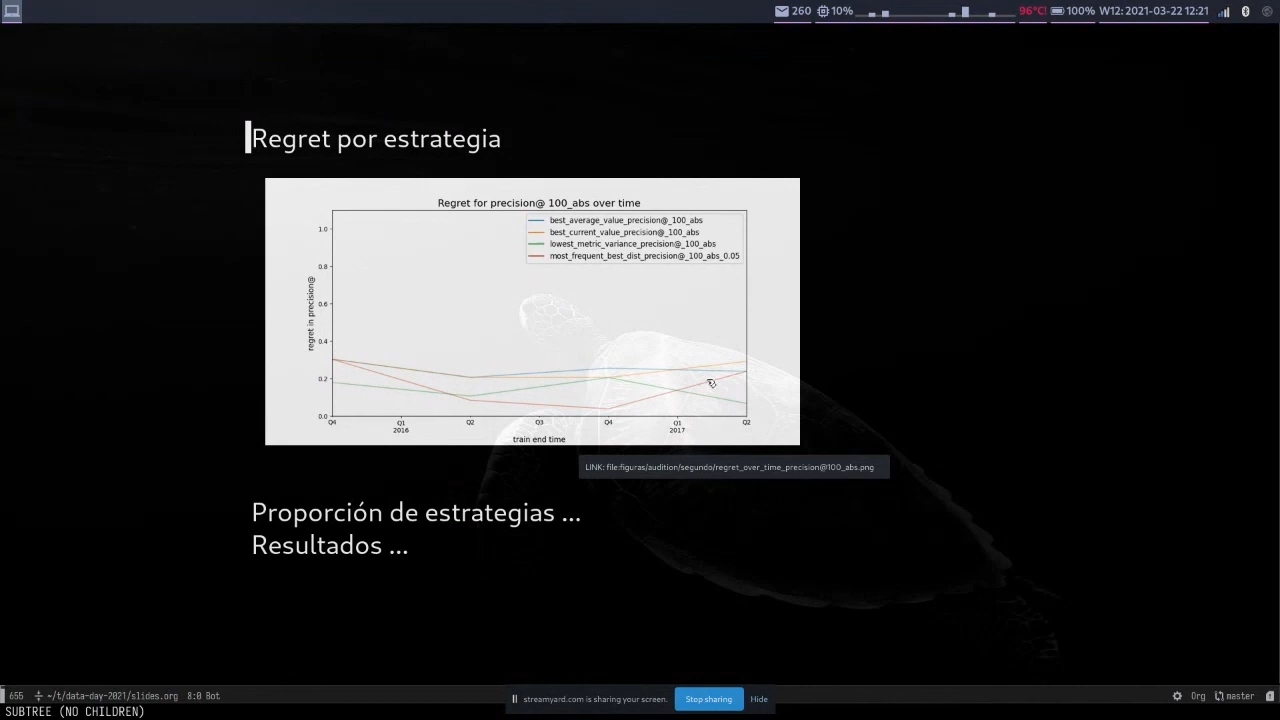 260 10% 96°C! 100% W12: 2021-03-22 12:21
Regret por estrategia
Regret for precision@ 100_abs over time
best_average_value_precision@_100_abs
best_current_value_precision@_100_abs
lowest_metric_variance_precision@_100_abs
most_frequent_best_dist_precision@_100_abs_0.05
regret in precision@
1.0
0.8
0.6
0.4
0.2
0.0
Q4 Q1 Q2 Q3 Q4 Q1 Q2
2016 2017
train end time
LINK: file:figuras/audition/segundo/regret_over_time_precision@100_abs.png
Proporción de estrategias ...
Resultados ...
655 ~/t/data-day-2021/slides.org 8:0 Bot
streamyard.com is sharing your screen. Stop sharing Hide
Org master
SUBTREE (NO CHILDREN)